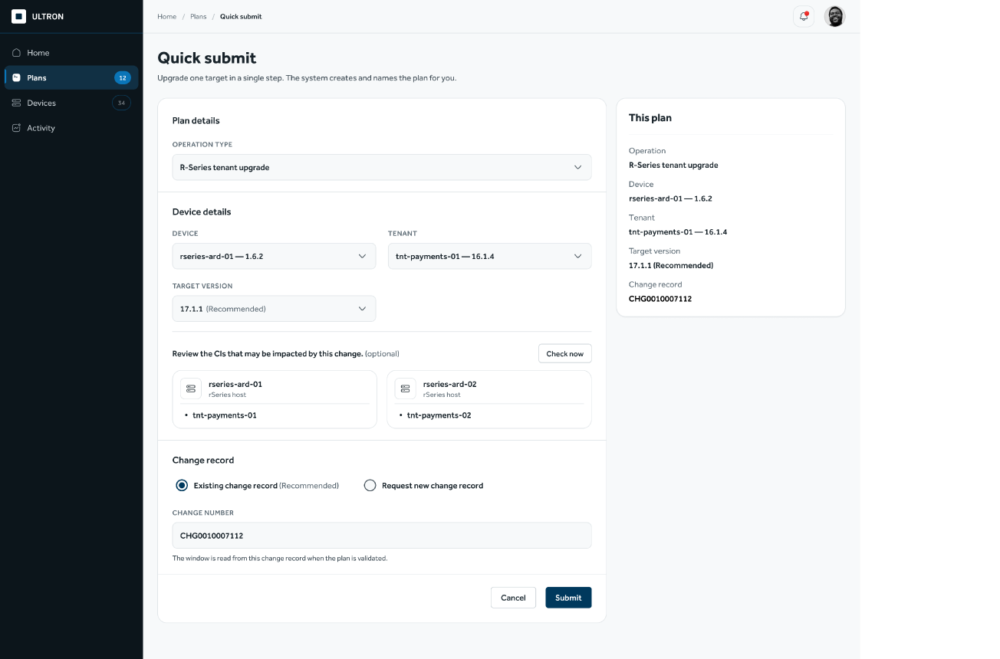 ULTRON
Home / Plans / Quick submit
Home
Plans 12
Devices 34
Activity
Quick submit
Upgrade one target in a single step. The system creates and names the plan for you.
Plan details
OPERATION TYPE
R-Series tenant upgrade
Device details
DEVICE
rseries-ard-01 — 1.6.2
TENANT
tnt-payments-01 — 16.1.4
TARGET VERSION
17.1.1 (Recommended)
Review the CIs that may be impacted by this change. (optional)
Check now
rseries-ard-01
rSeries host
• tnt-payments-01
rseries-ard-02
rSeries host
• tnt-payments-02
Change record
Existing change record (Recommended)
Request new change record
CHANGE NUMBER
CHG0010007112
The window is read from this change record when the plan is validated.
Cancel
Submit
This plan
Operation
R-Series tenant upgrade
Device
rseries-ard-01 — 1.6.2
Tenant
tnt-payments-01 — 16.1.4
Target version
17.1.1 (Recommended)
Change record
CHG0010007112